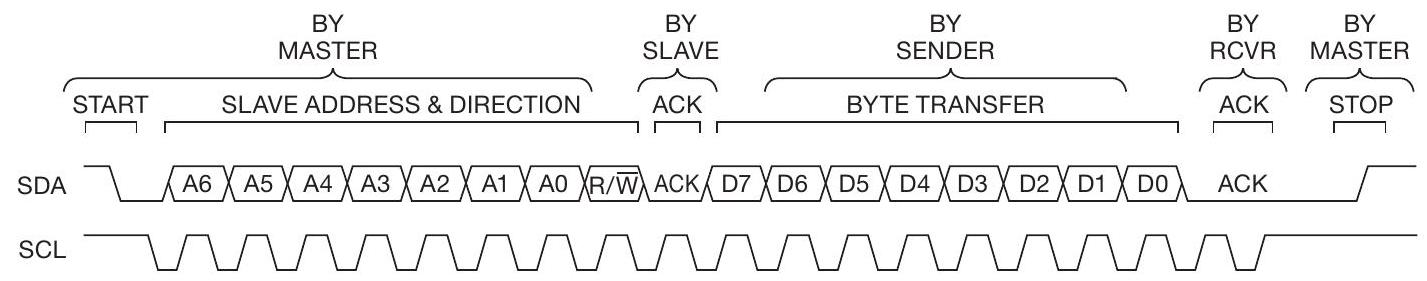 BY
MASTER
BY
SLAVE
BY
SENDER
BY
RCVR
BY
MASTER
START
SLAVE ADDRESS & DIRECTION
ACK
BYTE TRANSFER
ACK
STOP
SDA A6 A5 A4 A3 A2 A1 A0 R/W̅ ACK D7 D6 D5 D4 D3 D2 D1 D0 ACK
SCL